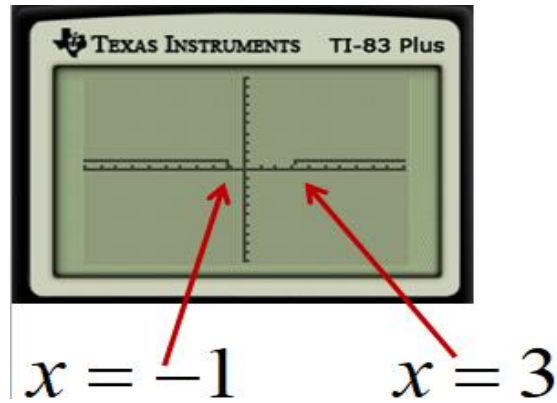 TEXAS INSTRUMENTS TI-83 Plus
x = −1 x = 3